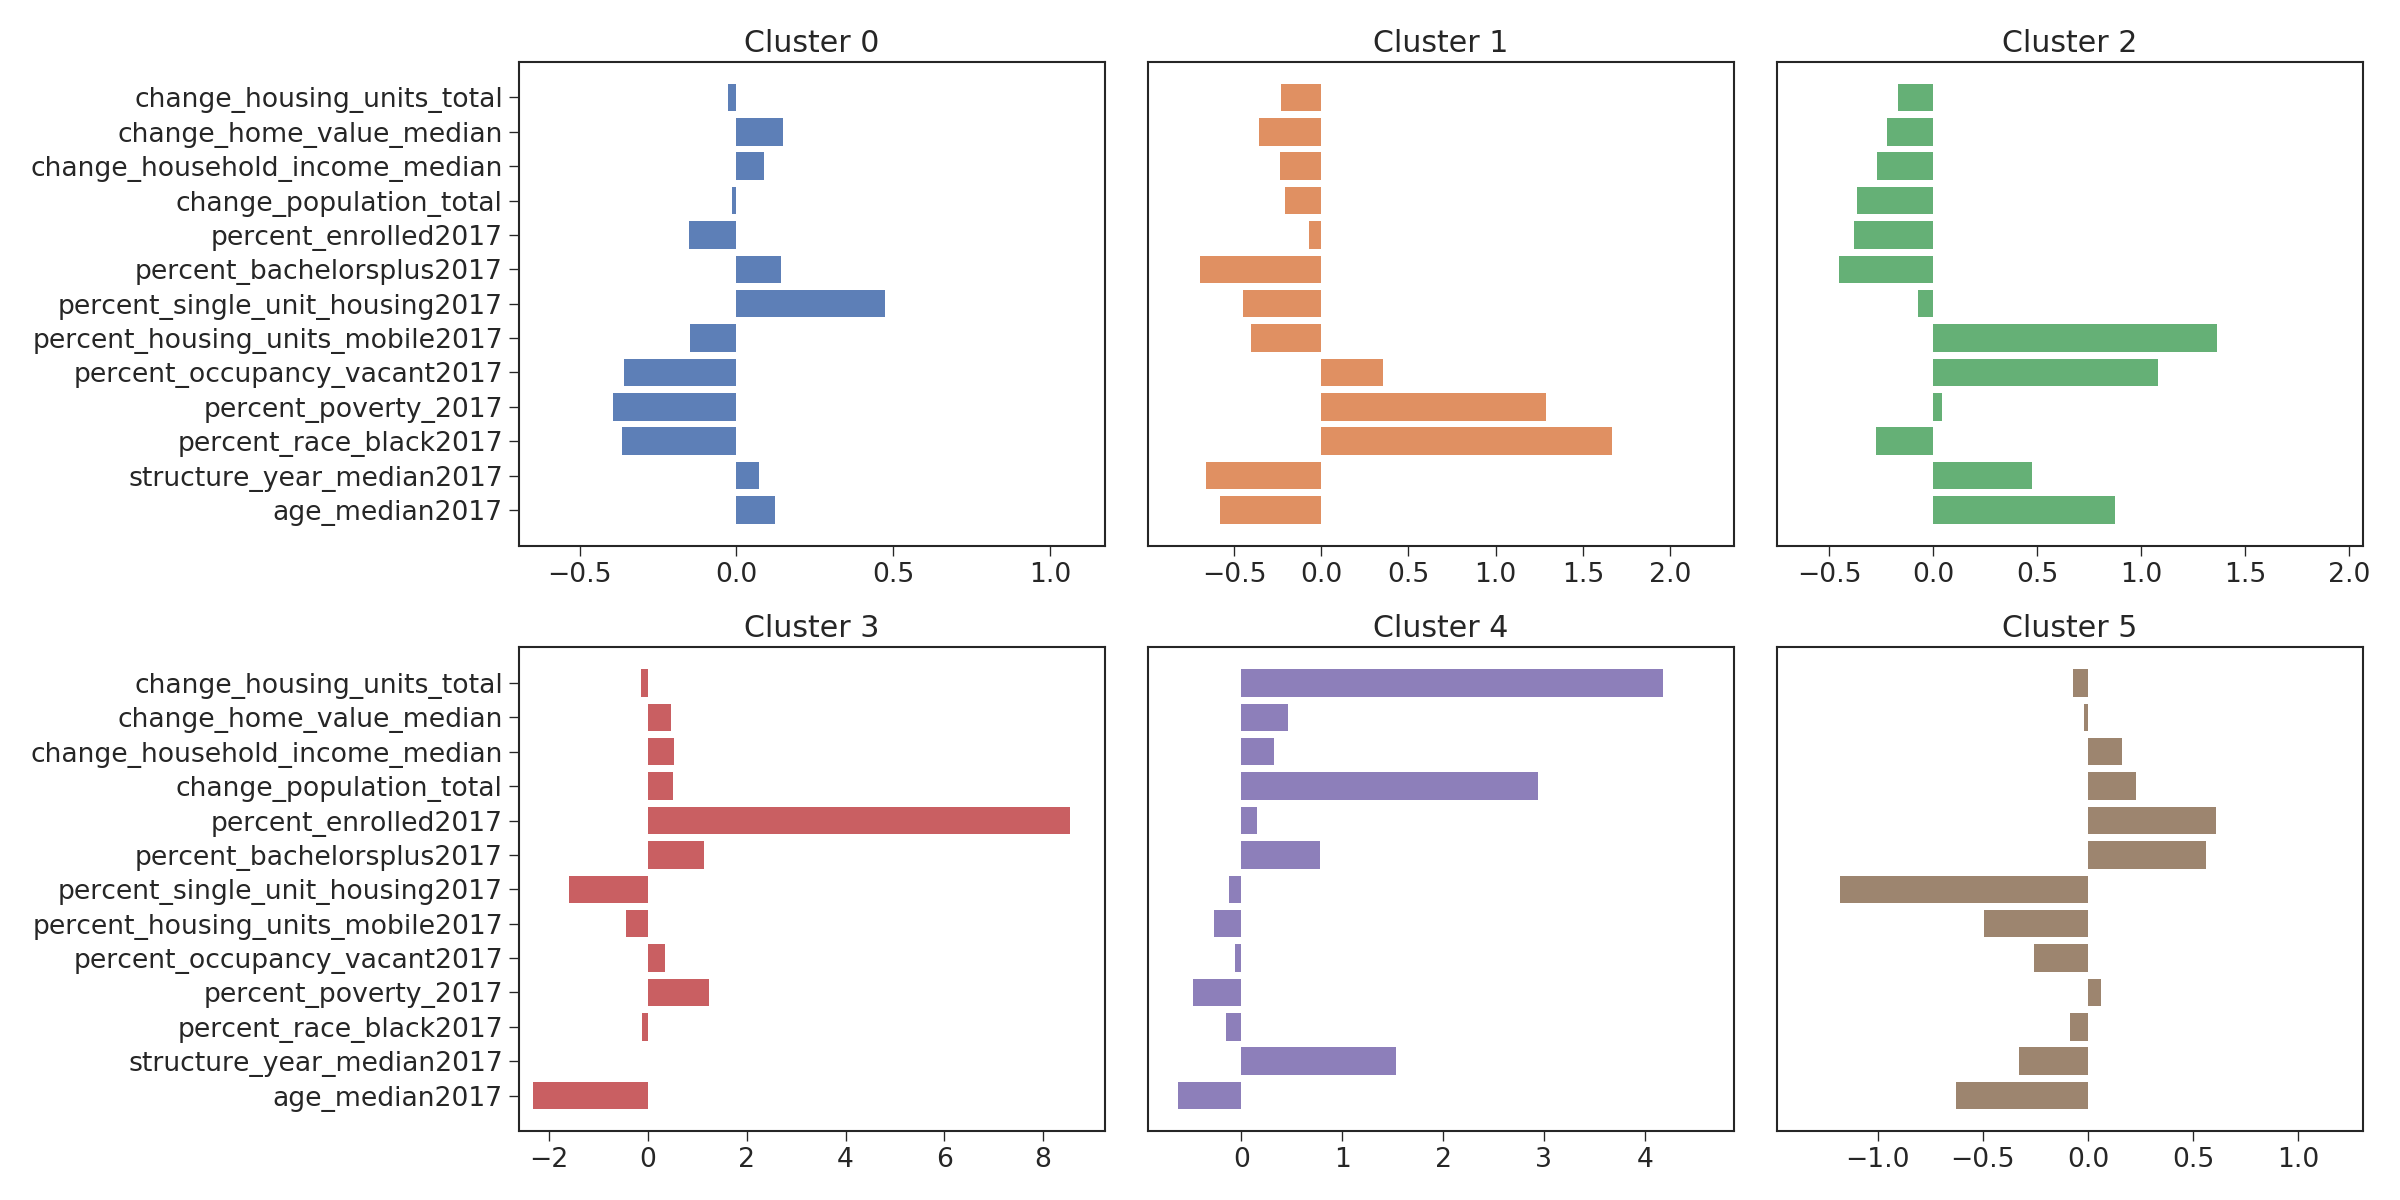 Cluster 0
Cluster 1
Cluster 2
change_housing_units_total
change_home_value_median
change_household_income_median
change_population_total
percent_enrolled2017
percent_bachelorsplus2017
percent_single_unit_housing2017
percent_housing_units_mobile2017
percent_occupancy_vacant2017
percent_poverty_2017
percent_race_black2017
structure_year_median2017
age_median2017
−0.5 0.0 0.5 1.0
−0.5 0.0 0.5 1.0 1.5 2.0
−0.5 0.0 0.5 1.0 1.5 2.0
Cluster 3
Cluster 4
Cluster 5
change_housing_units_total
change_home_value_median
change_household_income_median
change_population_total
percent_enrolled2017
percent_bachelorsplus2017
percent_single_unit_housing2017
percent_housing_units_mobile2017
percent_occupancy_vacant2017
percent_poverty_2017
percent_race_black2017
structure_year_median2017
age_median2017
−2 0 2 4 6 8
0 1 2 3 4
−1.0 −0.5 0.0 0.5 1.0